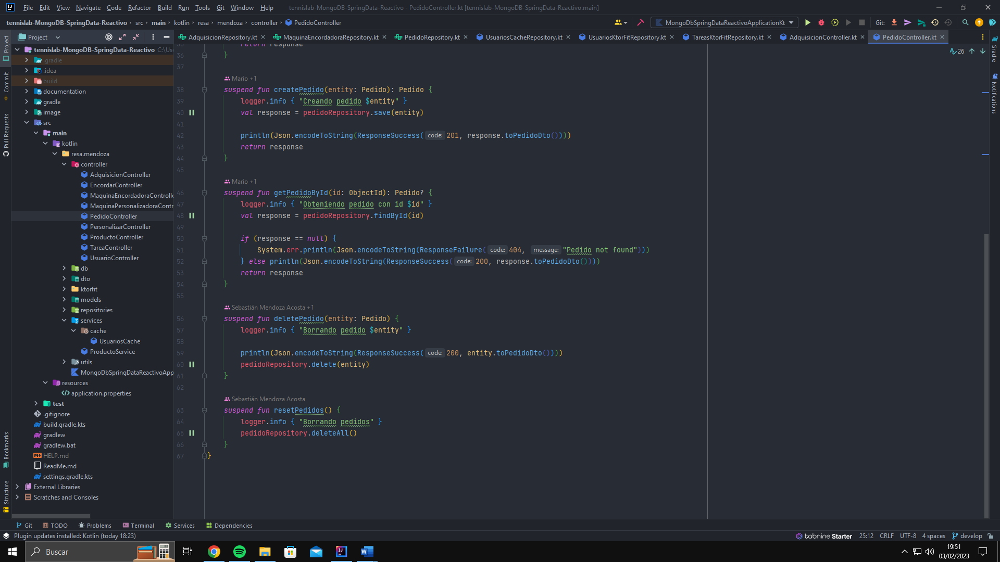 File Edit View Navigate Code Refactor Build Run Tools Git Window Help tennislab-MongoDB-SpringData-Reactivo - PedidoController.kt [tennislab-MongoDB-SpringData-Reactivo.main]
tennislab-MongoDB-SpringData-Reactivo src main kotlin resa mendoza controller PedidoController MongoDbSpringDataReactivoApplicationKt Git:
Project AdquisicionRepository.kt MaquinaEncordadoraRepository.kt PedidoRepository.kt UsuariosCacheRepository.kt UsuariosKtorFitRepository.kt TareasKtorFitRepository.kt AdquisicionController.kt PedidoController.kt
Project
Commit
Pull Requests
Bookmarks
Structure
tennislab-MongoDB-SpringData-Reactivo
.gradle
.idea
build
documentation
gradle
image
src
main
kotlin
resa.mendoza
controller
AdquisicionController
EncordarController
MaquinaEncordadoraControlle
MaquinaPersonalizadoraContr
PedidoController
PersonalizarController
ProductoController
TareaController
UsuarioController
db
dto
ktorfit
models
repositories
services
cache
UsuariosCache
ProductoService
utils
MongoDbSpringDataReactivoApp
resources
application.properties
test
.gitignore
build.gradle.kts
gradlew
gradlew.bat
HELP.md
ReadMe.md
settings.gradle.kts
External Libraries
Scratches and Consoles
35 return response
36 }
37
Mario +1
38 suspend fun createPedido(entity: Pedido): Pedido {
39 logger.info { "Creando pedido $entity" }
40 val response = pedidoRepository.save(entity)
41
42 println(Json.encodeToString(ResponseSuccess( code: 201, response.toPedidoDto())))
43 return response
44 }
45
Mario +1
46 suspend fun getPedidoById(id: ObjectId): Pedido? {
47 logger.info { "Obteniendo pedido con id $id" }
48 val response = pedidoRepository.findById(id)
49
50 if (response == null) {
51 System.err.println(Json.encodeToString(ResponseFailure( code: 404, message: "Pedido not found")))
52 } else println(Json.encodeToString(ResponseSuccess( code: 200, response.toPedidoDto())))
53 return response
54 }
55
Sebastián Mendoza Acosta +1
56 suspend fun deletePedido(entity: Pedido) {
57 logger.info { "Borrando pedido $entity" }
58
59 println(Json.encodeToString(ResponseSuccess( code: 200, entity.toPedidoDto())))
60 pedidoRepository.delete(entity)
61 }
62
Sebastián Mendoza Acosta
63 suspend fun resetPedidos() {
64 logger.info { "Borrando pedidos" }
65 pedidoRepository.deleteAll()
66 }
67 }
26
Gradle
Notifications
Git TODO Problems Terminal Services Dependencies
Plugin updates installed: Kotlin (today 18:23) tabnine Starter 25:12 CRLF UTF-8 4 spaces develop
Buscar
19:51
03/02/2023